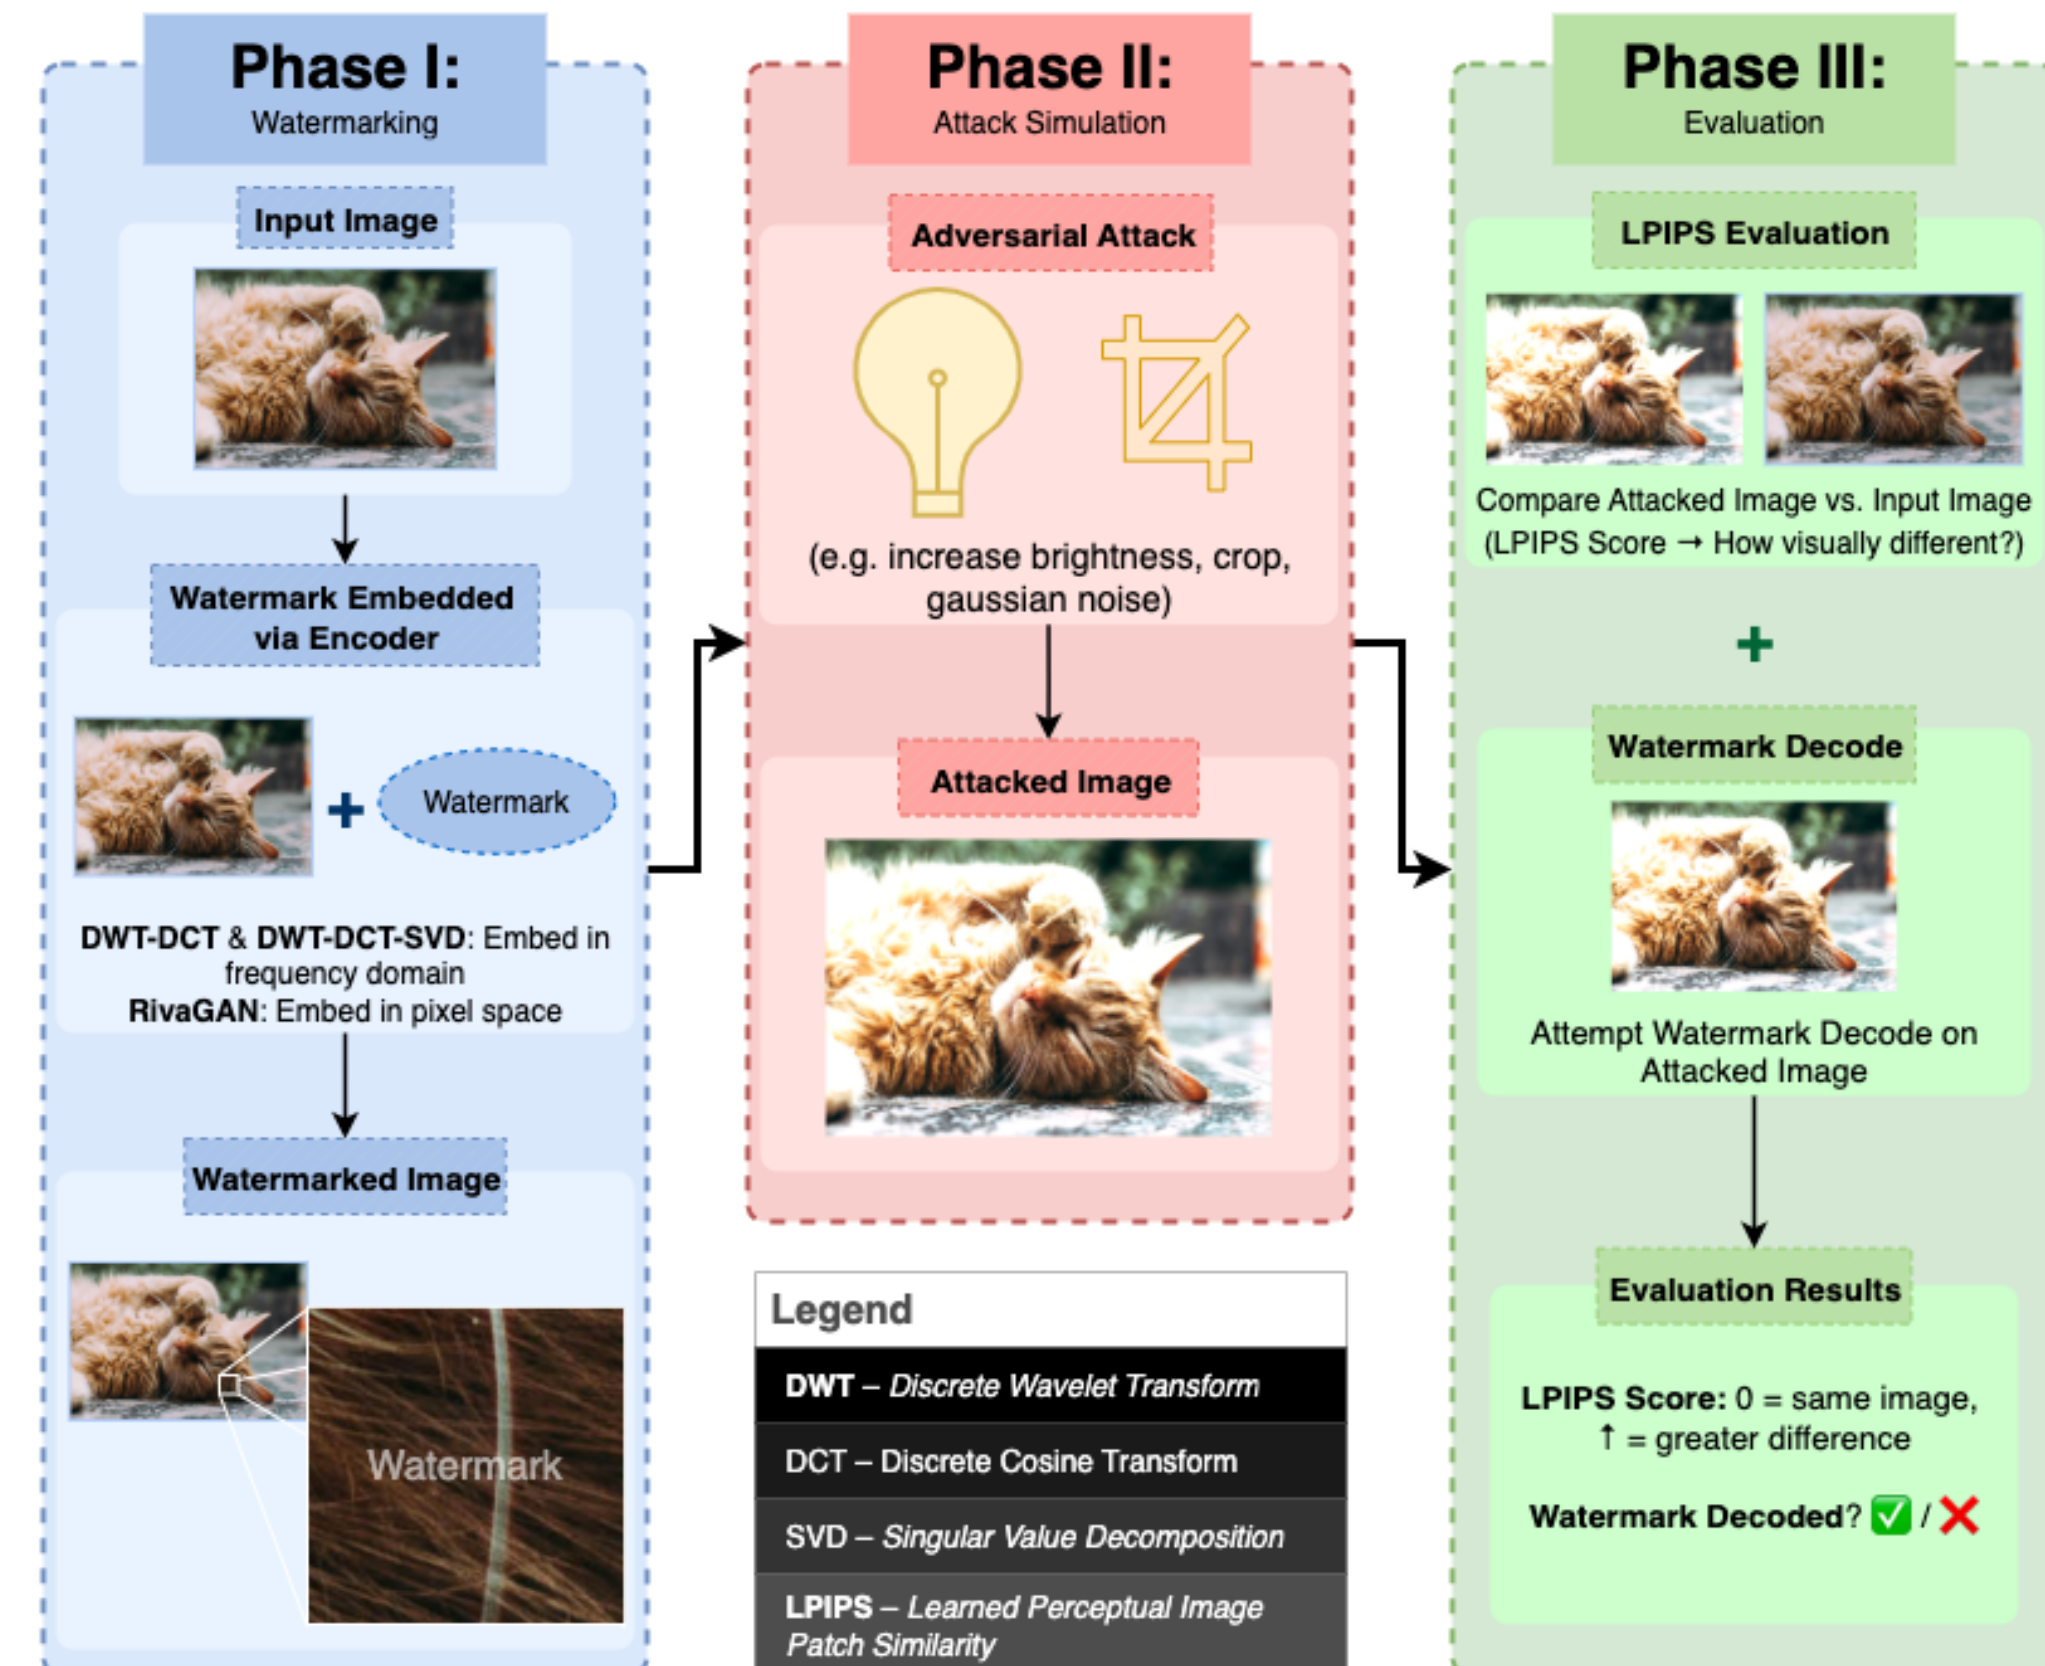 Phase I:
Watermarking
Input Image
Watermark Embedded
via Encoder
+
Watermark
DWT-DCT & DWT-DCT-SVD: Embed in
frequency domain
RivaGAN: Embed in pixel space
Watermarked Image
Watermark
Phase II:
Attack Simulation
Adversarial Attack
(e.g. increase brightness, crop,
gaussian noise)
Attacked Image
Legend
DWT – Discrete Wavelet Transform
DCT – Discrete Cosine Transform
SVD – Singular Value Decomposition
LPIPS – Learned Perceptual Image
Patch Similarity
Phase III:
Evaluation
LPIPS Evaluation
Compare Attacked Image vs. Input Image
(LPIPS Score → How visually different?)
+
Watermark Decode
Attempt Watermark Decode on
Attacked Image
Evaluation Results
LPIPS Score: 0 = same image,
↑ = greater difference
Watermark Decoded? ✅ / ❌